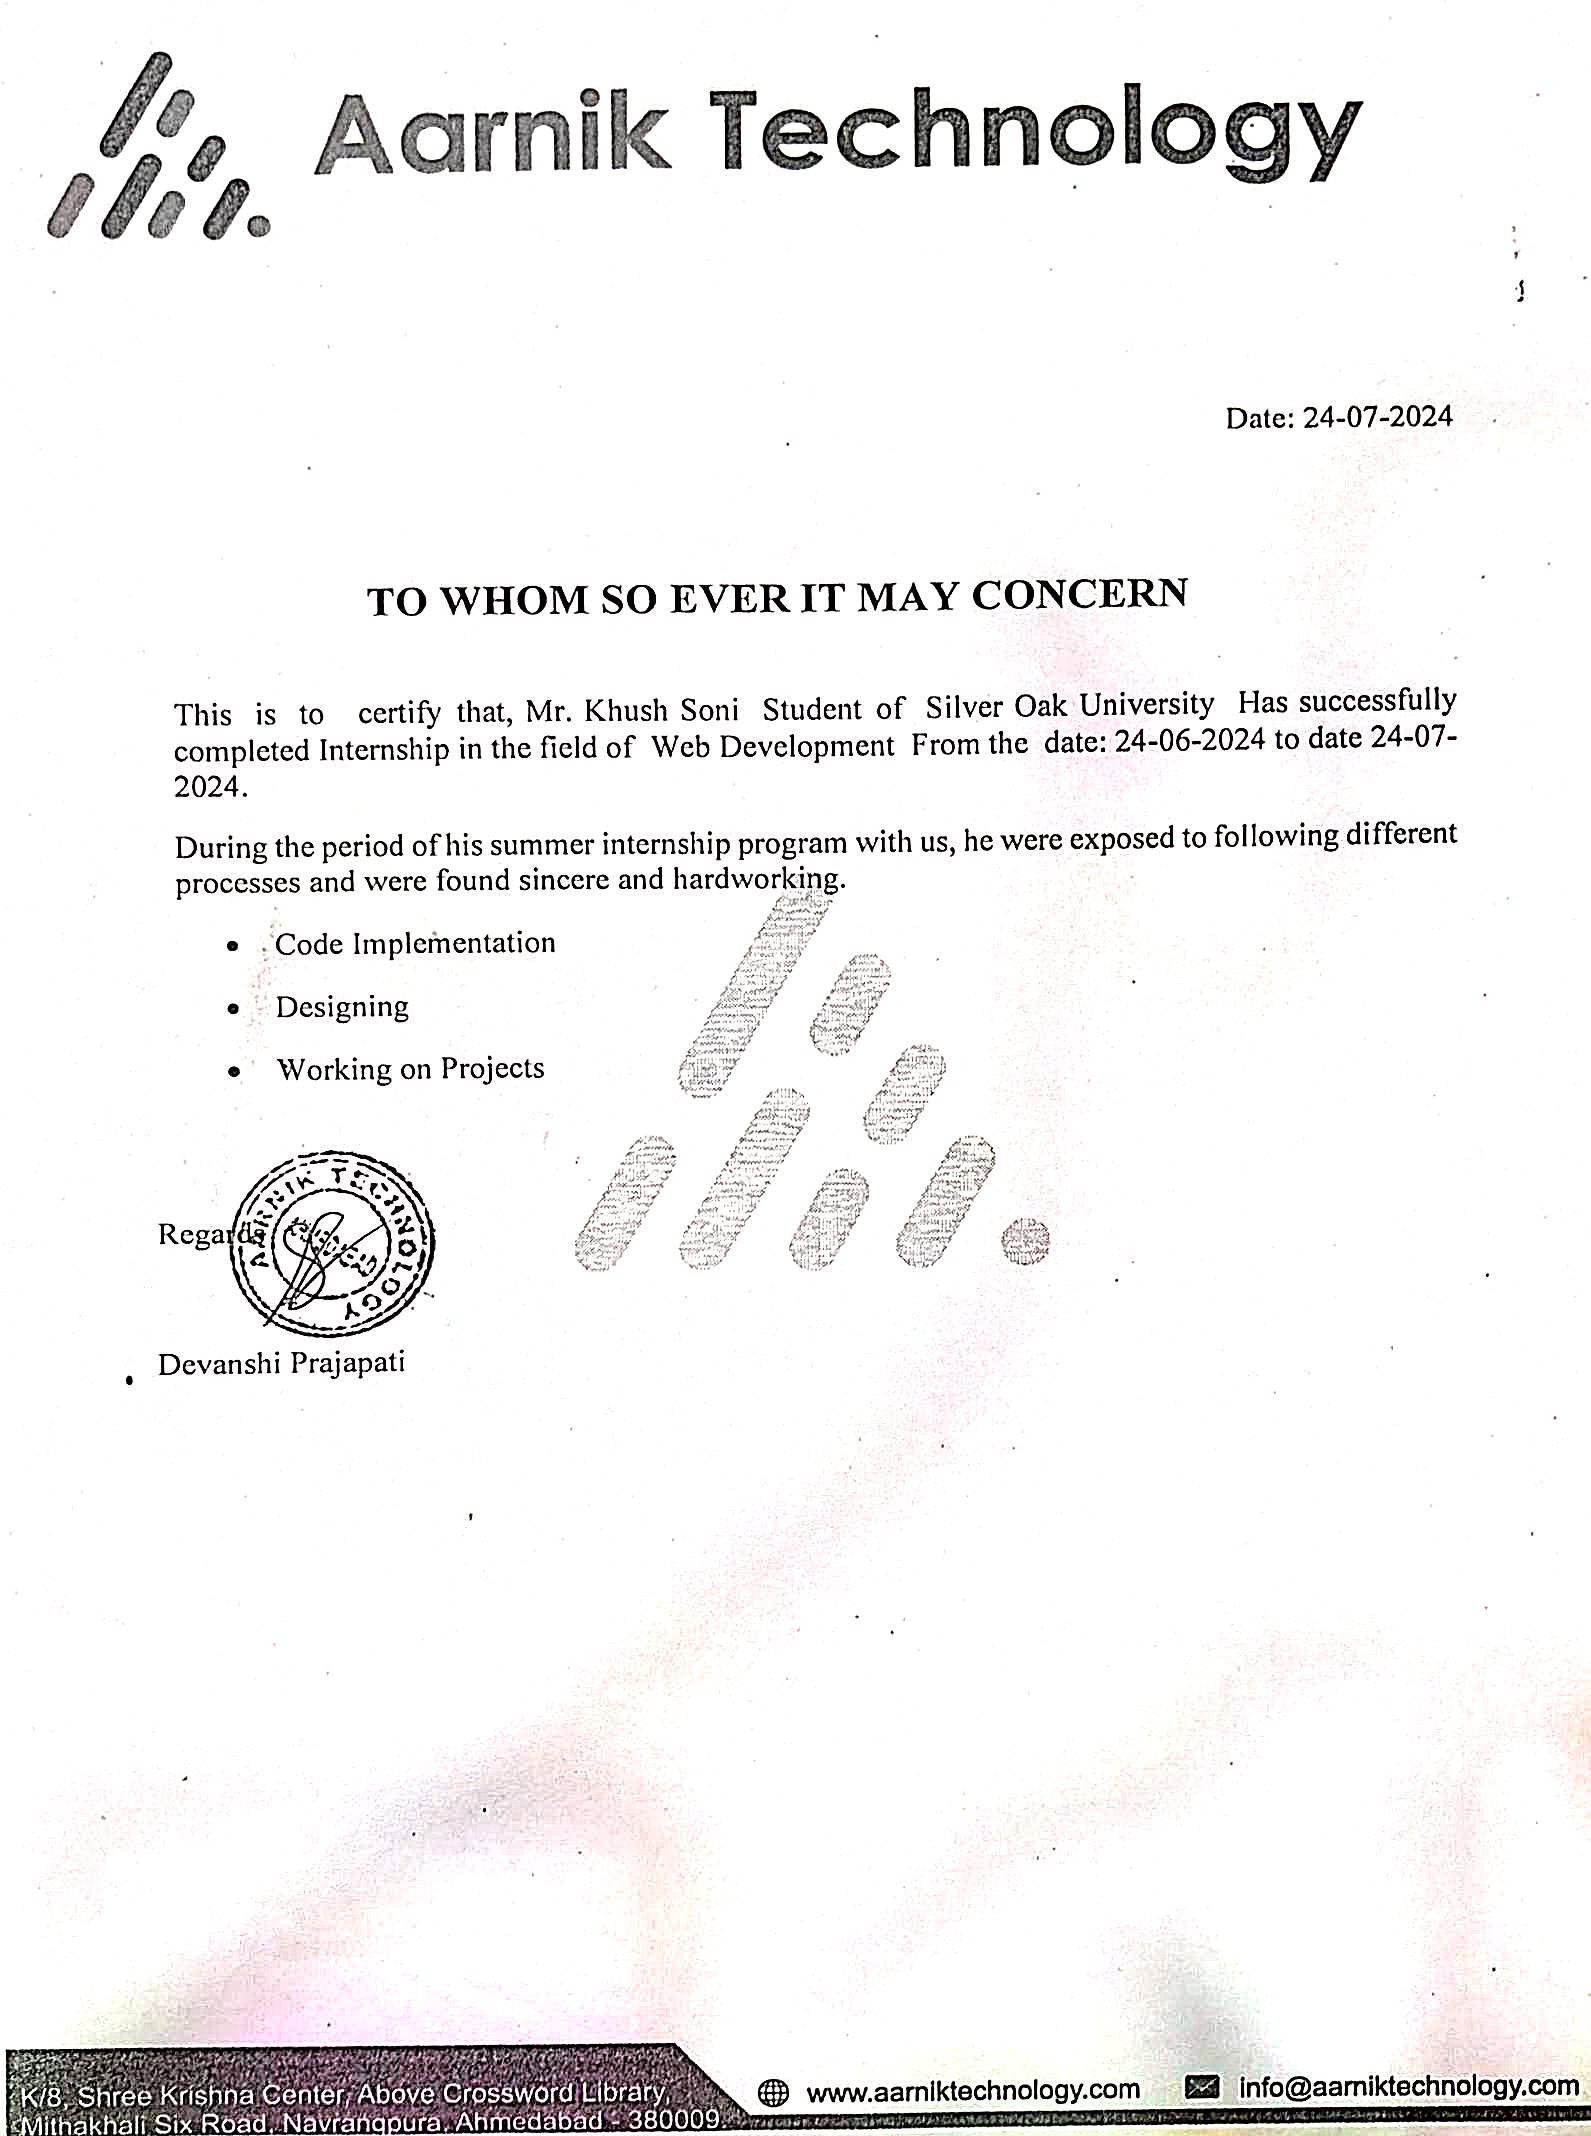 Aarnik Technology
Date: 24-07-2024
TO WHOM SO EVER IT MAY CONCERN
This is to certify that, Mr. Khush Soni Student of Silver Oak University Has successfully
completed Internship in the field of Web Development From the date: 24-06-2024 to date 24-07-
2024.
During the period of his summer internship program with us, he were exposed to following different
processes and were found sincere and hardworking.
• Code Implementation
• Designing
• Working on Projects
AARNIK TECHNOLOGY
Regards
Devanshi Prajapati
K/8, Shree Krishna Center, Above Crossword Library,
Mithakhali Six Road, Navrangpura, Ahmedabad - 380009.
www.aarniktechnology.com
info@aarniktechnology.com